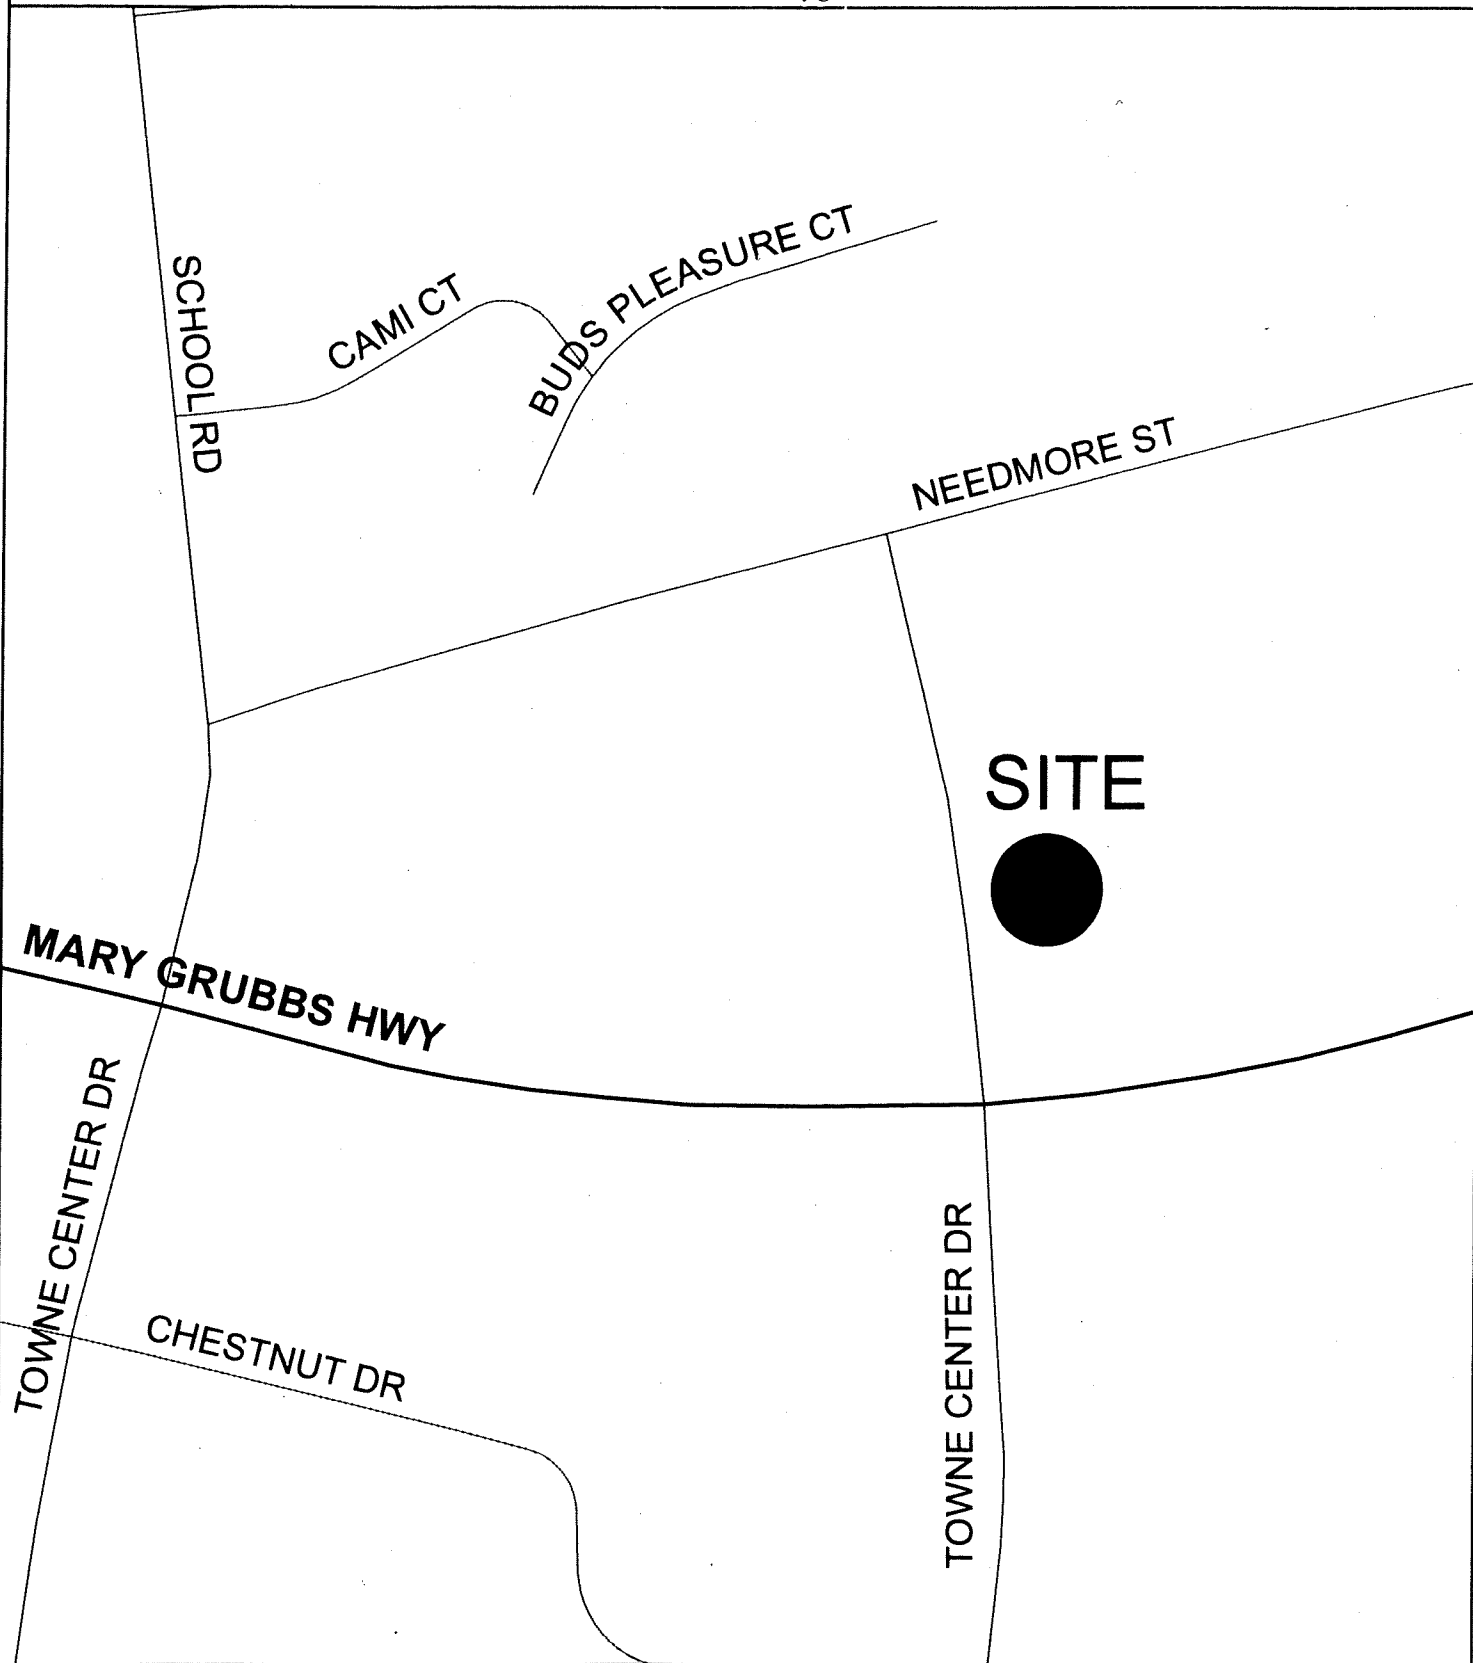 SCHOOL RD
CAMI CT
BUDS PLEASURE CT
NEEDMORE ST
SITE
MARY GRUBBS HWY
TOWNE CENTER DR
TOWNE CENTER DR
CHESTNUT DR